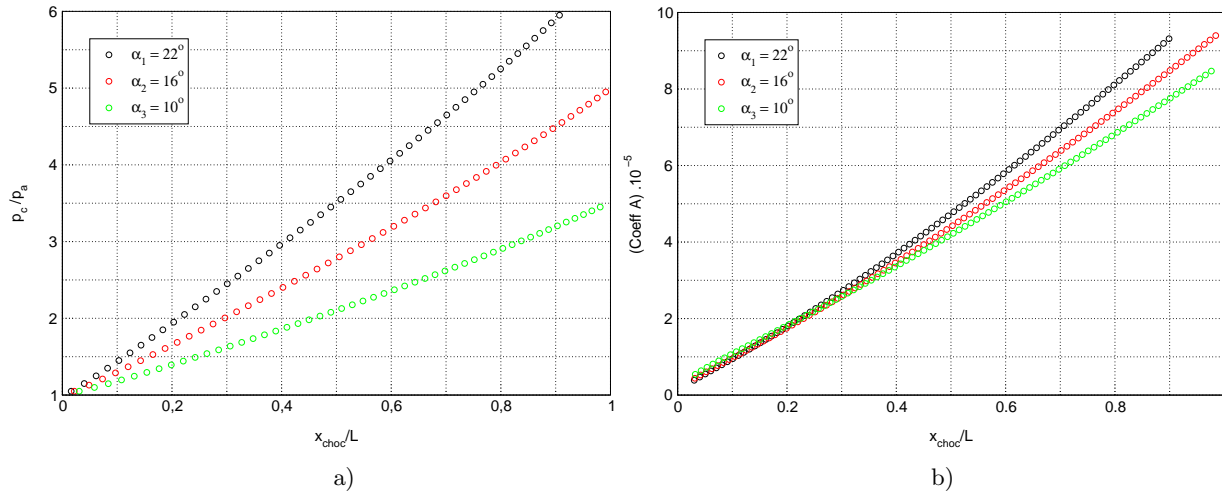 6
5
4
3
2
1
p_c/p_a
α_1 = 22°
α_2 = 16°
α_3 = 10°
0
0,2
0,4
0,6
0,8
1
x_choc/L
a)
10
8
6
4
2
0
(Coeff A) .10^-5
α_1 = 22°
α_2 = 16°
α_3 = 10°
0
0.2
0.4
0.6
0.8
x_choc/L
b)